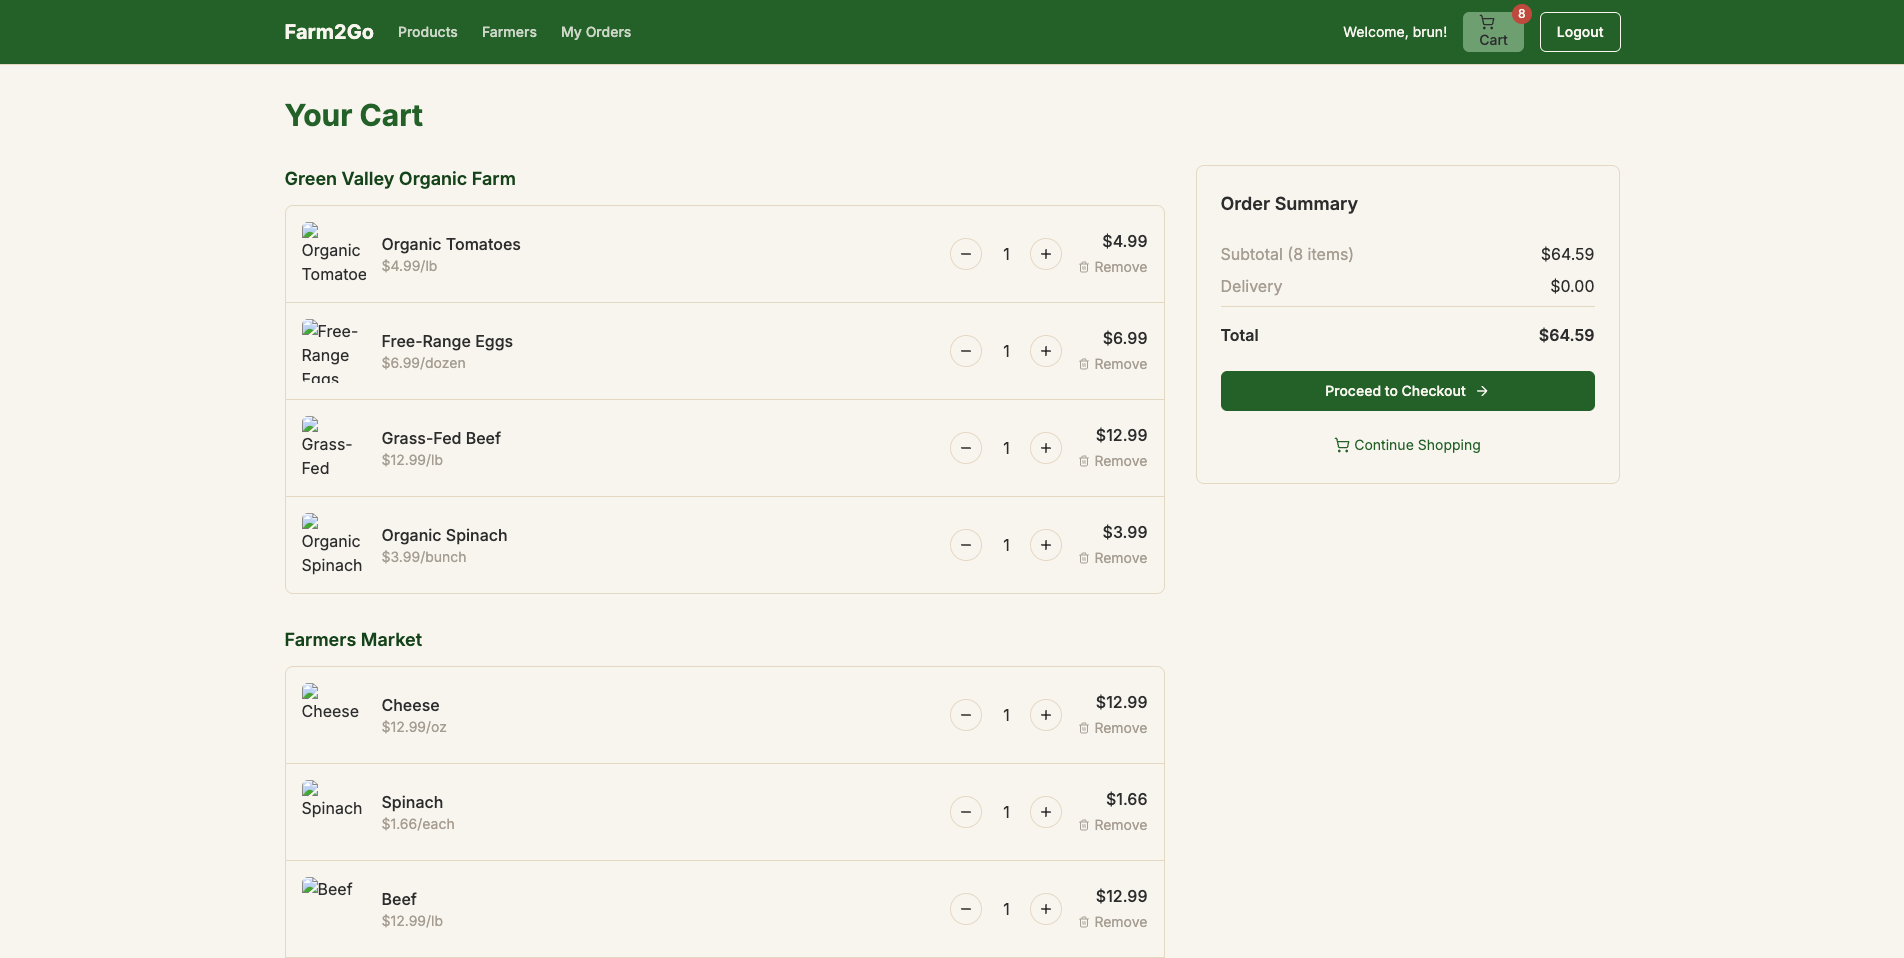 Farm2Go Products Farmers My Orders Welcome, brun! Cart 8 Logout
Your Cart
Green Valley Organic Farm
Organic
Tomatoe
Organic Tomatoes
$4.99/lb
1
$4.99
Remove
Free-
Range
Eggs
Free-Range Eggs
$6.99/dozen
1
$6.99
Remove
Grass-
Fed
Grass-Fed Beef
$12.99/lb
1
$12.99
Remove
Organic
Spinach
Organic Spinach
$3.99/bunch
1
$3.99
Remove
Farmers Market
Cheese
Cheese
$12.99/oz
1
$12.99
Remove
Spinach
Spinach
$1.66/each
1
$1.66
Remove
Beef
Beef
$12.99/lb
1
$12.99
Remove
Order Summary
Subtotal (8 items) $64.59
Delivery $0.00
Total $64.59
Proceed to Checkout
Continue Shopping